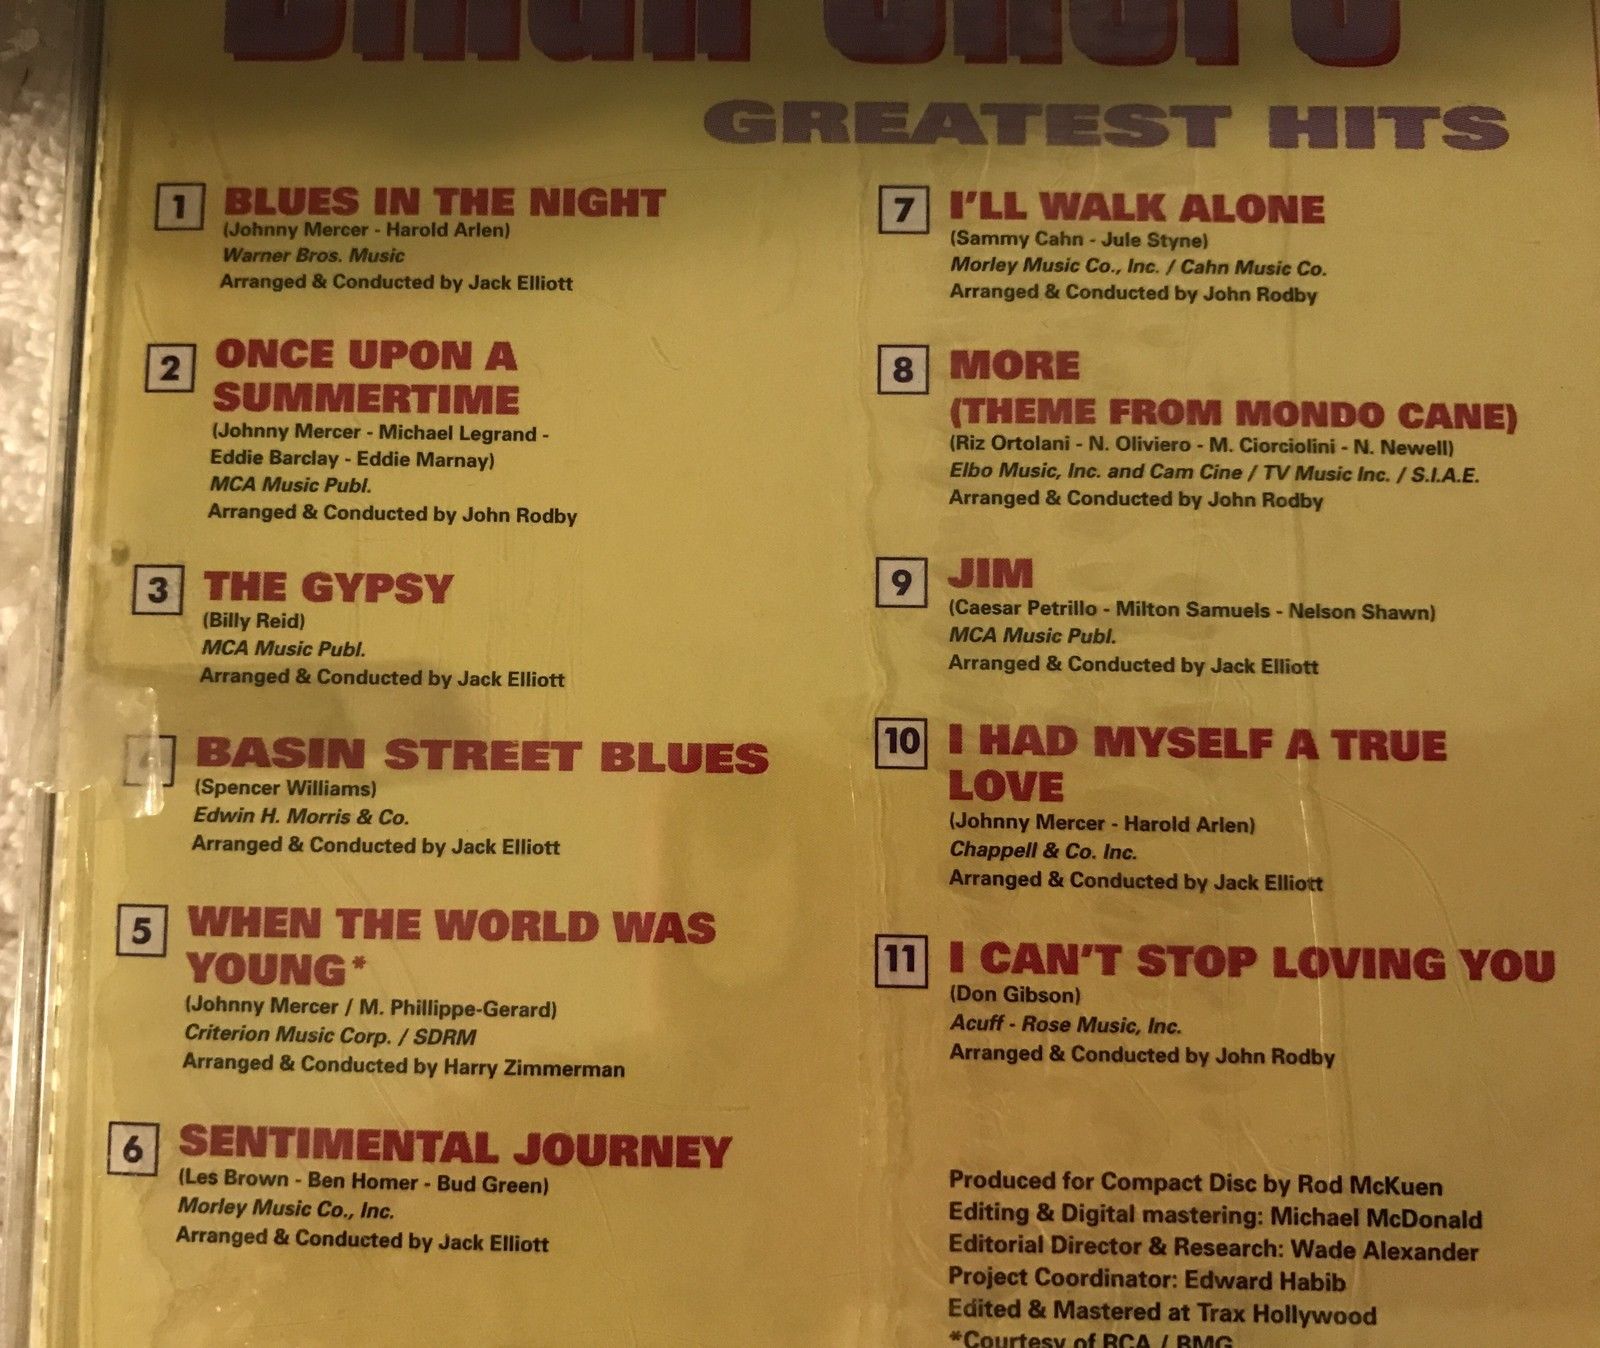 GREATEST HITS
1 BLUES IN THE NIGHT
(Johnny Mercer - Harold Arlen)
Warner Bros. Music
Arranged & Conducted by Jack Elliott
2 ONCE UPON A
SUMMERTIME
(Johnny Mercer - Michael Legrand -
Eddie Barclay - Eddie Marnay)
MCA Music Publ.
Arranged & Conducted by John Rodby
3 THE GYPSY
(Billy Reid)
MCA Music Publ.
Arranged & Conducted by Jack Elliott
4 BASIN STREET BLUES
(Spencer Williams)
Edwin H. Morris & Co.
Arranged & Conducted by Jack Elliott
5 WHEN THE WORLD WAS
YOUNG*
(Johnny Mercer / M. Phillippe-Gerard)
Criterion Music Corp. / SDRM
Arranged & Conducted by Harry Zimmerman
6 SENTIMENTAL JOURNEY
(Les Brown - Ben Homer - Bud Green)
Morley Music Co., Inc.
Arranged & Conducted by Jack Elliott
7 I'LL WALK ALONE
(Sammy Cahn - Jule Styne)
Morley Music Co., Inc. / Cahn Music Co.
Arranged & Conducted by John Rodby
8 MORE
(THEME FROM MONDO CANE)
(Riz Ortolani - N. Oliviero - M. Ciorciolini - N. Newell)
Elbo Music, Inc. and Cam Cine / TV Music Inc. / S.I.A.E.
Arranged & Conducted by John Rodby
9 JIM
(Caesar Petrillo - Milton Samuels - Nelson Shawn)
MCA Music Publ.
Arranged & Conducted by Jack Elliott
10 I HAD MYSELF A TRUE
LOVE
(Johnny Mercer - Harold Arlen)
Chappell & Co. Inc.
Arranged & Conducted by Jack Elliott
11 I CAN'T STOP LOVING YOU
(Don Gibson)
Acuff - Rose Music, Inc.
Arranged & Conducted by John Rodby
Produced for Compact Disc by Rod McKuen
Editing & Digital mastering: Michael McDonald
Editorial Director & Research: Wade Alexander
Project Coordinator: Edward Habib
Edited & Mastered at Trax Hollywood
*Courtesy of RCA / BMG